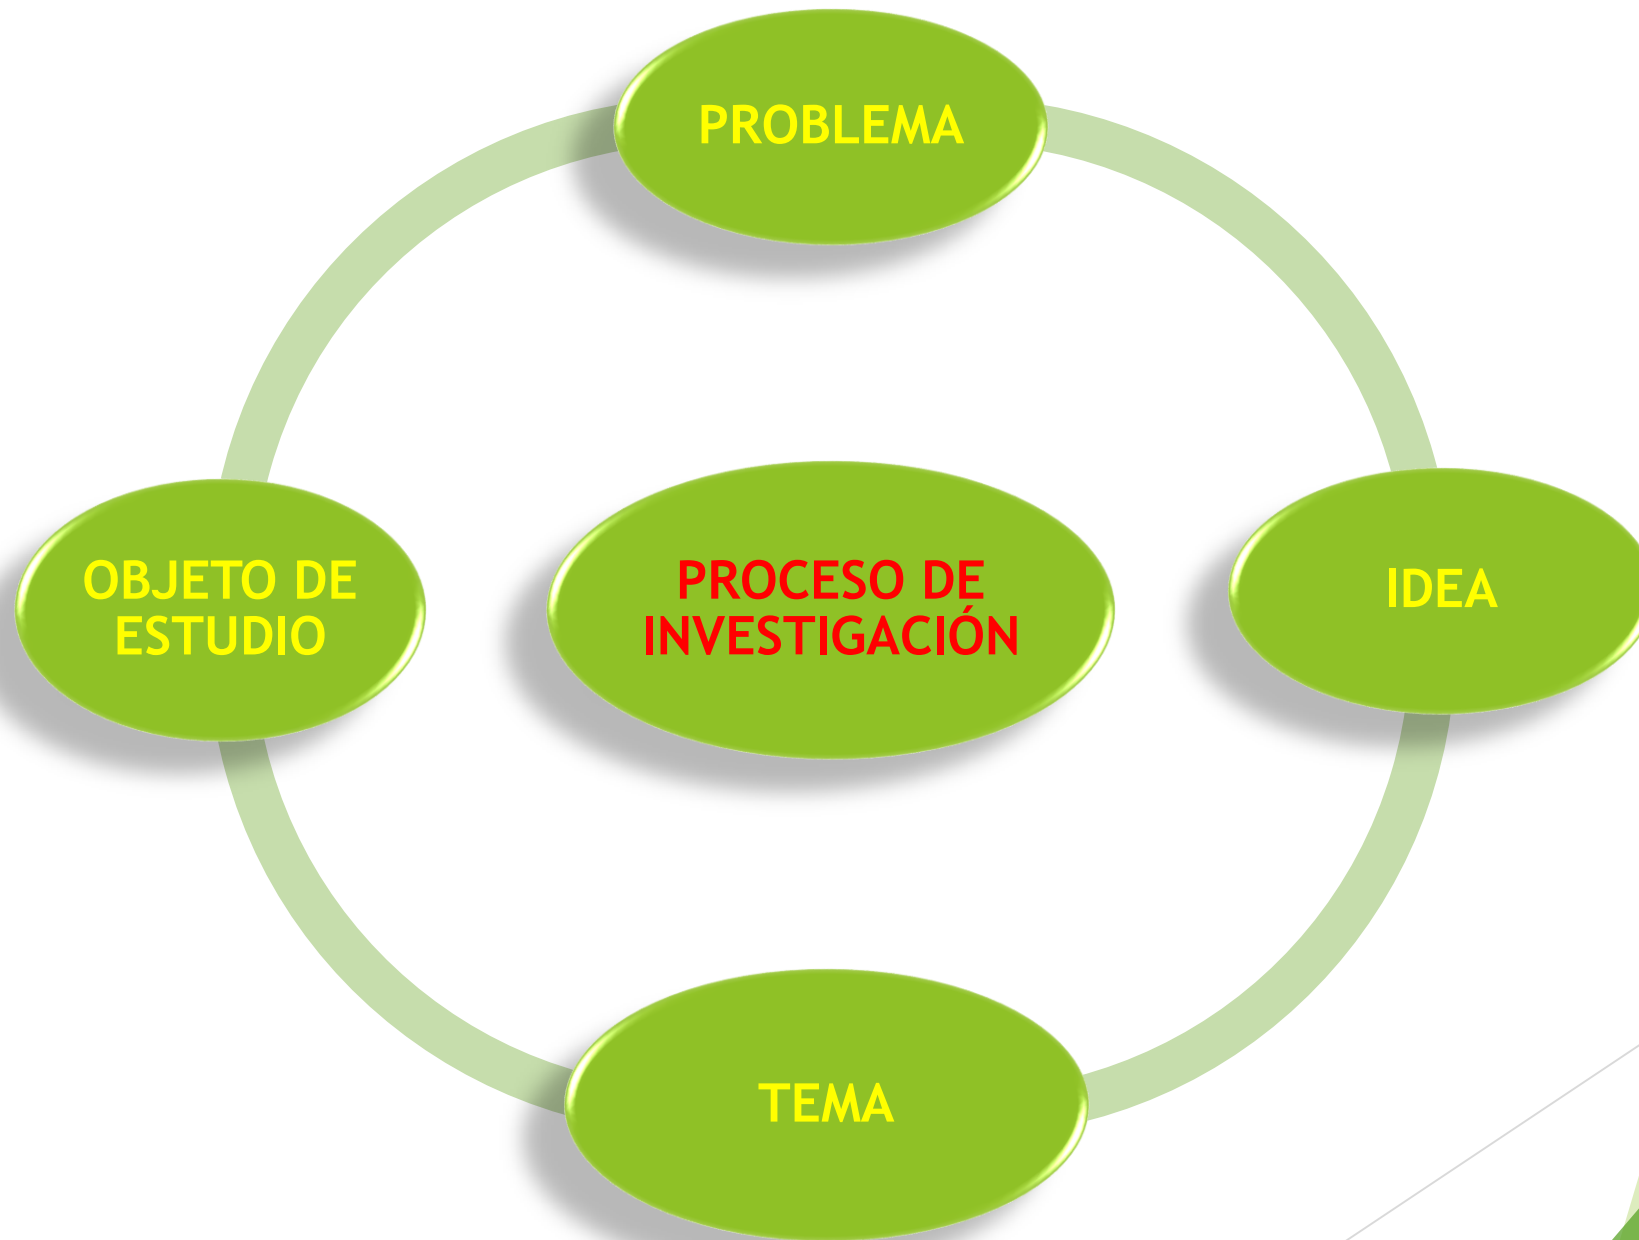 PROBLEMA
OBJETO DE
ESTUDIO
PROCESO DE
INVESTIGACIÓN
IDEA
TEMA